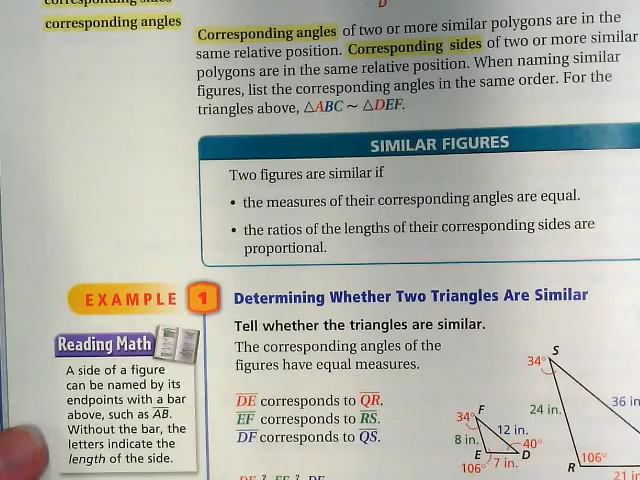 corresponding sides
corresponding angles
D
Corresponding angles of two or more similar polygons are in the
same relative position. Corresponding sides of two or more similar
polygons are in the same relative position. When naming similar
figures, list the corresponding angles in the same order. For the
triangles above, △ABC ~ △DEF.
SIMILAR FIGURES
Two figures are similar if
• the measures of their corresponding angles are equal.
• the ratios of the lengths of their corresponding sides are
proportional.
EXAMPLE 1
Determining Whether Two Triangles Are Similar
Reading Math
A side of a figure
can be named by its
endpoints with a bar
above, such as A̅B̅.
Without the bar, the
letters indicate the
length of the side.
Tell whether the triangles are similar.
The corresponding angles of the
figures have equal measures.
D̅E̅ corresponds to Q̅R̅.
E̅F̅ corresponds to R̅S̅.
D̅F̅ corresponds to Q̅S̅.
34° F
12 in.
8 in.
40°
E D
106° 7 in.
S
34°
24 in.
36 in
106°
R
21 in